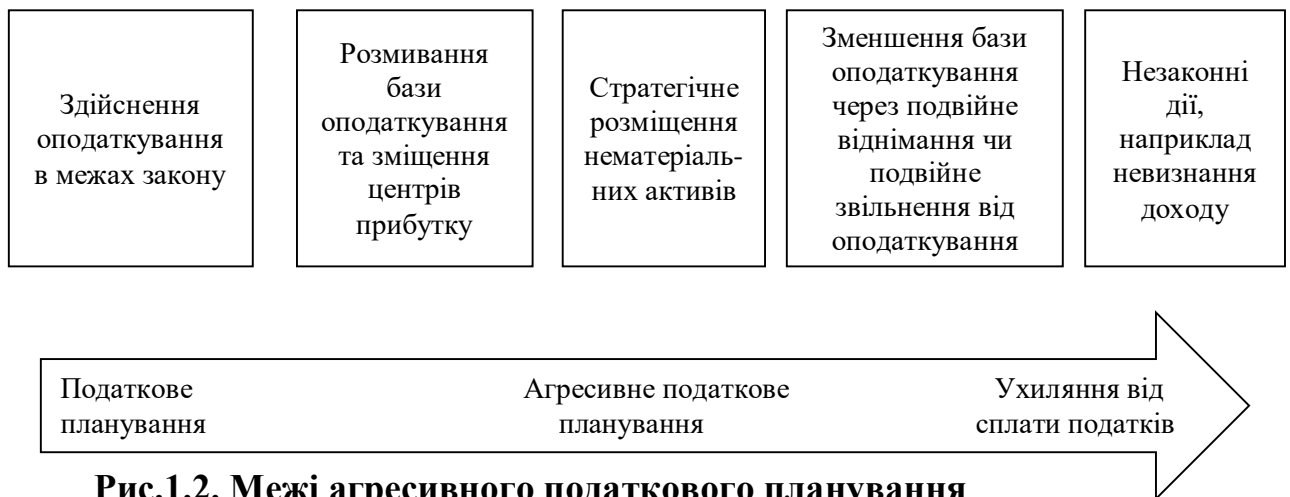 Здійснення
оподаткування
в межах закону
Розмивання
бази
оподаткування
та зміщення
центрів
прибутку
Стратегічне
розміщення
нематеріаль-
них активів
Зменшення бази
оподаткування
через подвійне
віднімання чи
подвійне
звільнення від
оподаткування
Незаконні
дії,
наприклад
невизнання
доходу
Податкове
планування
Агресивне податкове
планування
Ухиляння від
сплати податків
Рис.1.2. Межі агресивного податкового планування